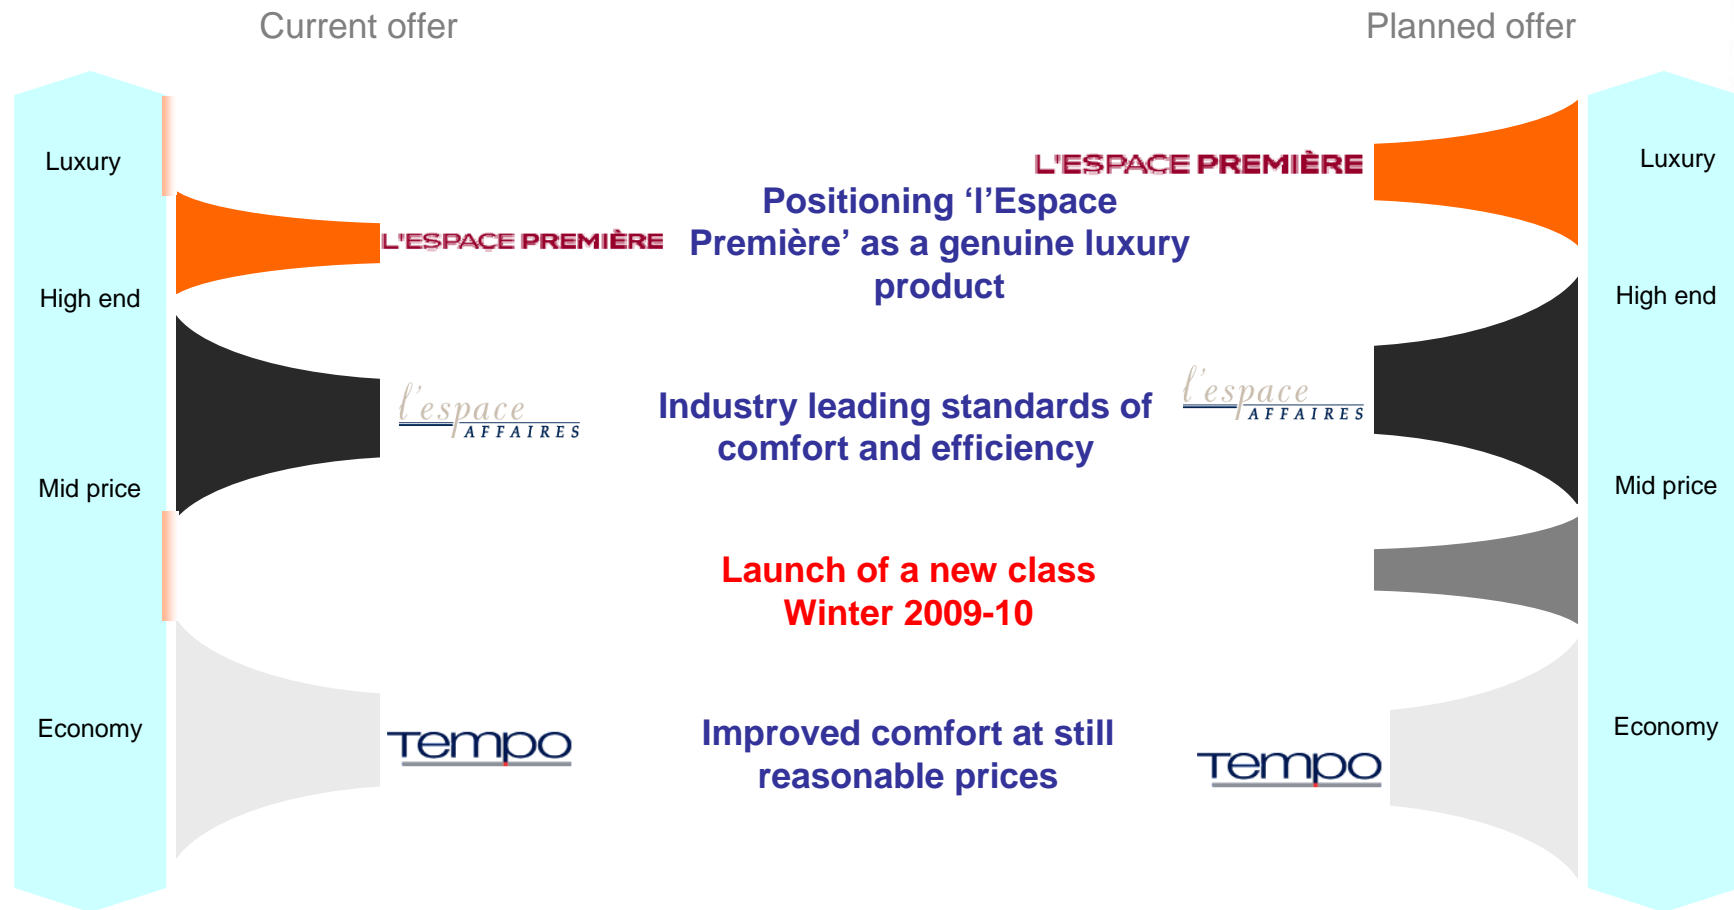 Current offer
Planned offer
Luxury
High end
Mid price
Economy
L'ESPACE PREMIÈRE
l'espace
AFFAIRES
Tempo
Positioning ‘l’Espace
Première’ as a genuine luxury
product
Industry leading standards of
comfort and efficiency
Launch of a new class
Winter 2009-10
Improved comfort at still
reasonable prices
L'ESPACE PREMIÈRE
l'espace
AFFAIRES
Tempo
Luxury
High end
Mid price
Economy